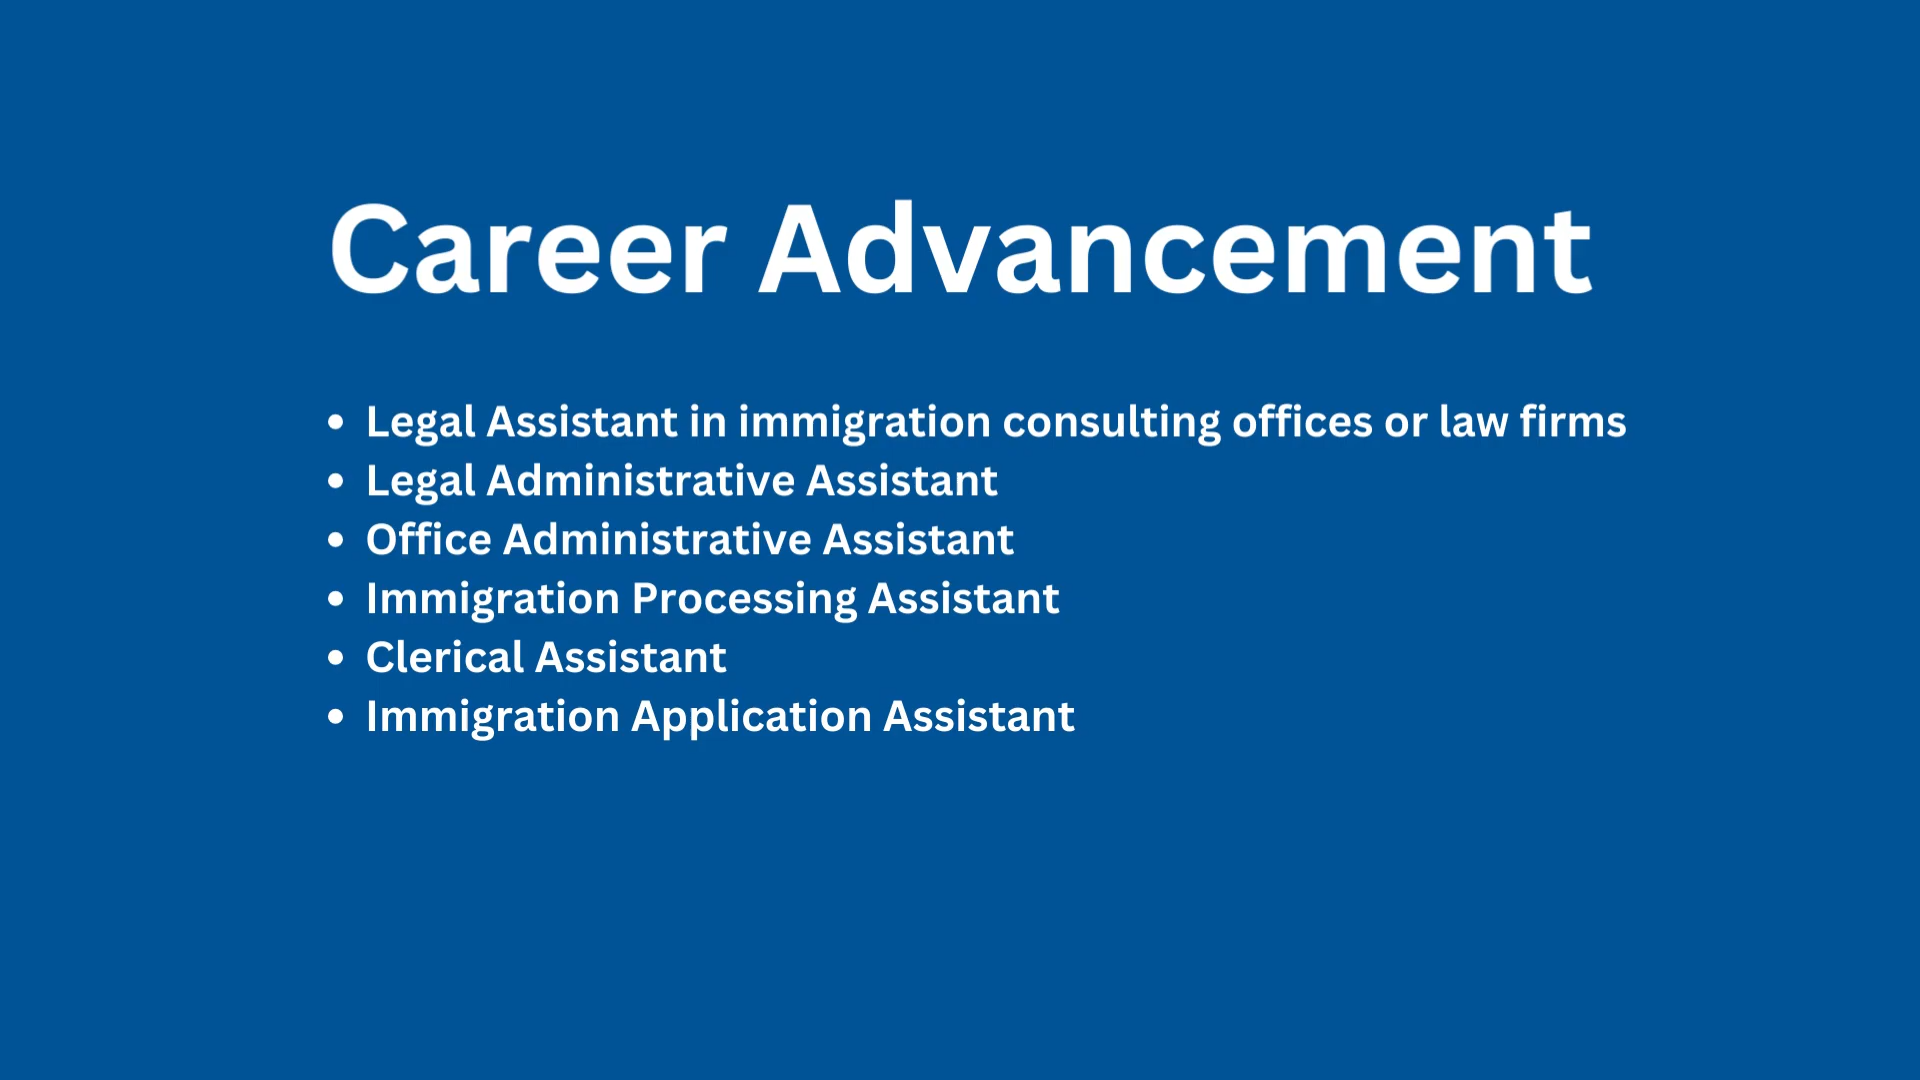 Career Advancement
• Legal Assistant in immigration consulting offices or law firms
• Legal Administrative Assistant
• Office Administrative Assistant
• Immigration Processing Assistant
• Clerical Assistant
• Immigration Application Assistant